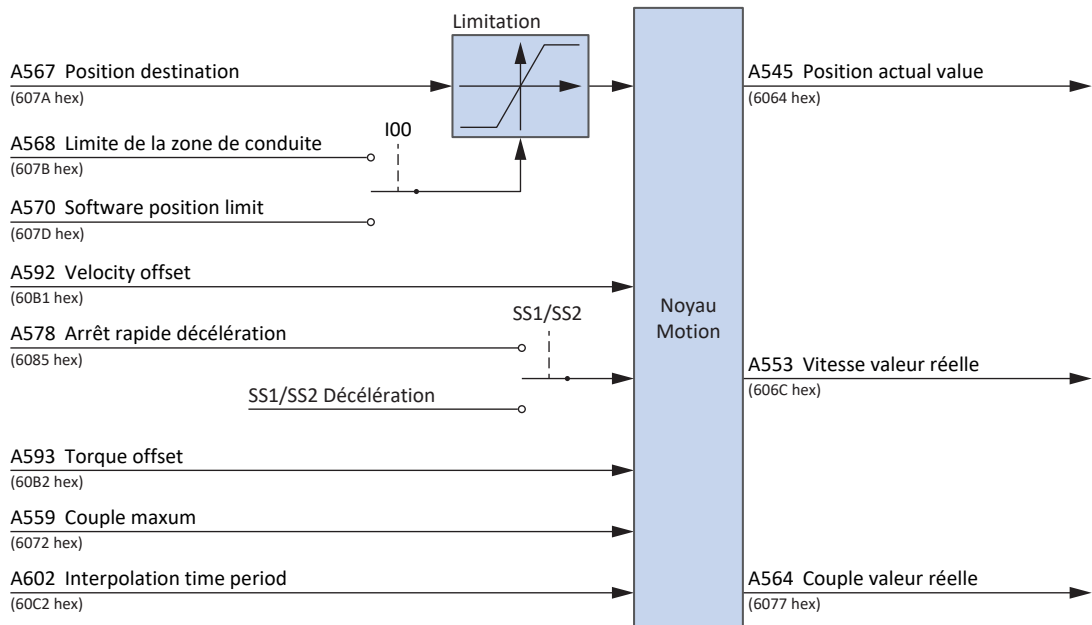 Limitation
A567 Position destination
(607A hex)
A545 Position actual value
(6064 hex)
I00
A568 Limite de la zone de conduite
(607B hex)
A570 Software position limit
(607D hex)
A592 Velocity offset
(60B1 hex)
Noyau
Motion
SS1/SS2
A578 Arrêt rapide décélération
(6085 hex)
SS1/SS2 Décélération
A553 Vitesse valeur réelle
(606C hex)
A593 Torque offset
(60B2 hex)
A559 Couple maxum
(6072 hex)
A602 Interpolation time period
(60C2 hex)
A564 Couple valeur réelle
(6077 hex)